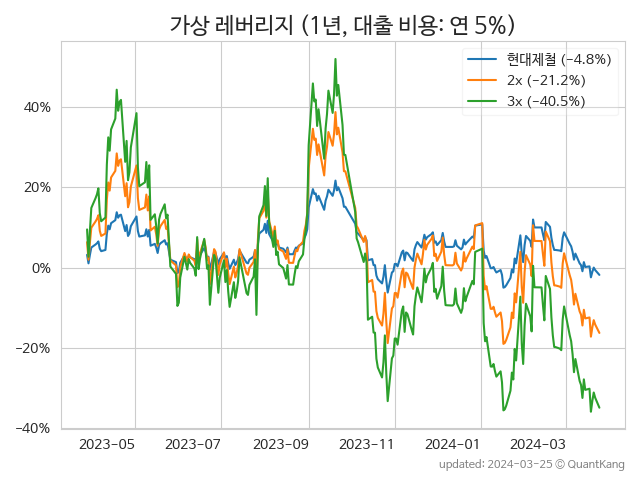 가상 레버리지 (1년, 대출 비용: 연 5%)
현대제철 (−4.8%)
2x (−21.2%)
3x (−40.5%)
40%
20%
0%
−20%
−40%
2023−05 2023−07 2023−09 2023−11 2024−01 2024−03
updated: 2024−03−25 © QuantKang